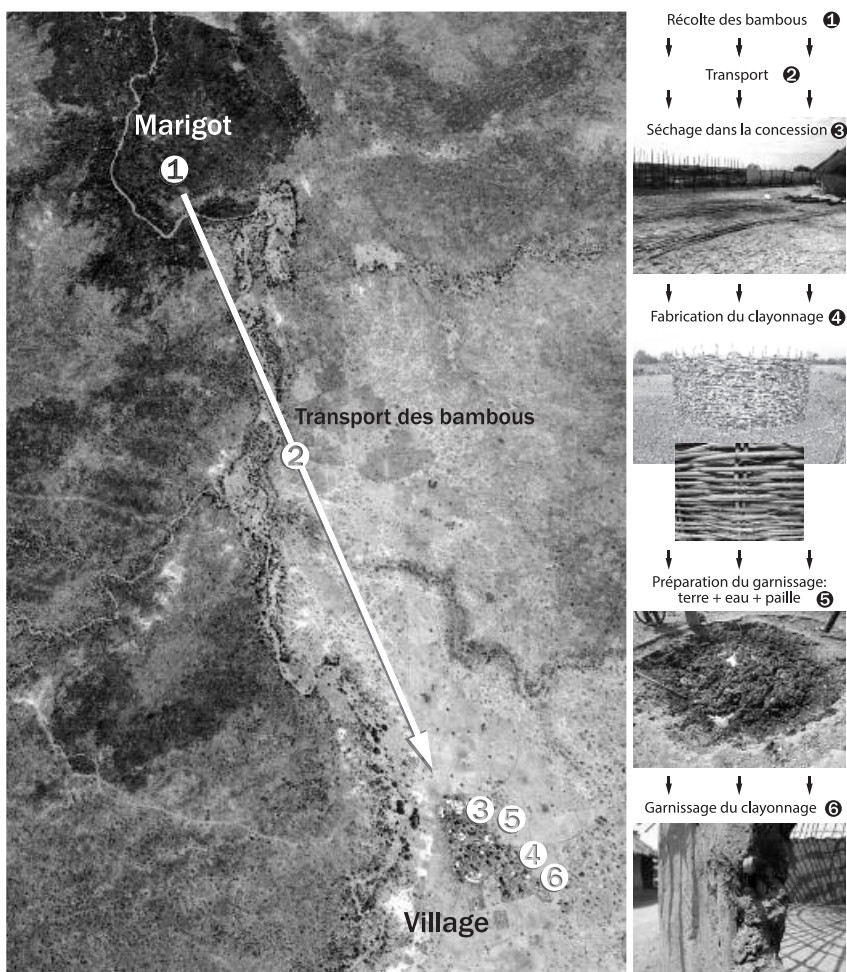 Marigot
1
Transport des bambous
2
3
5
4
6
Village
Récolte des bambous 1
Transport 2
Séchage dans la concession 3
Fabrication du clayonnage 4
Préparation du garnissage:
terre + eau + paille 5
Garnissage du clayonnage 6